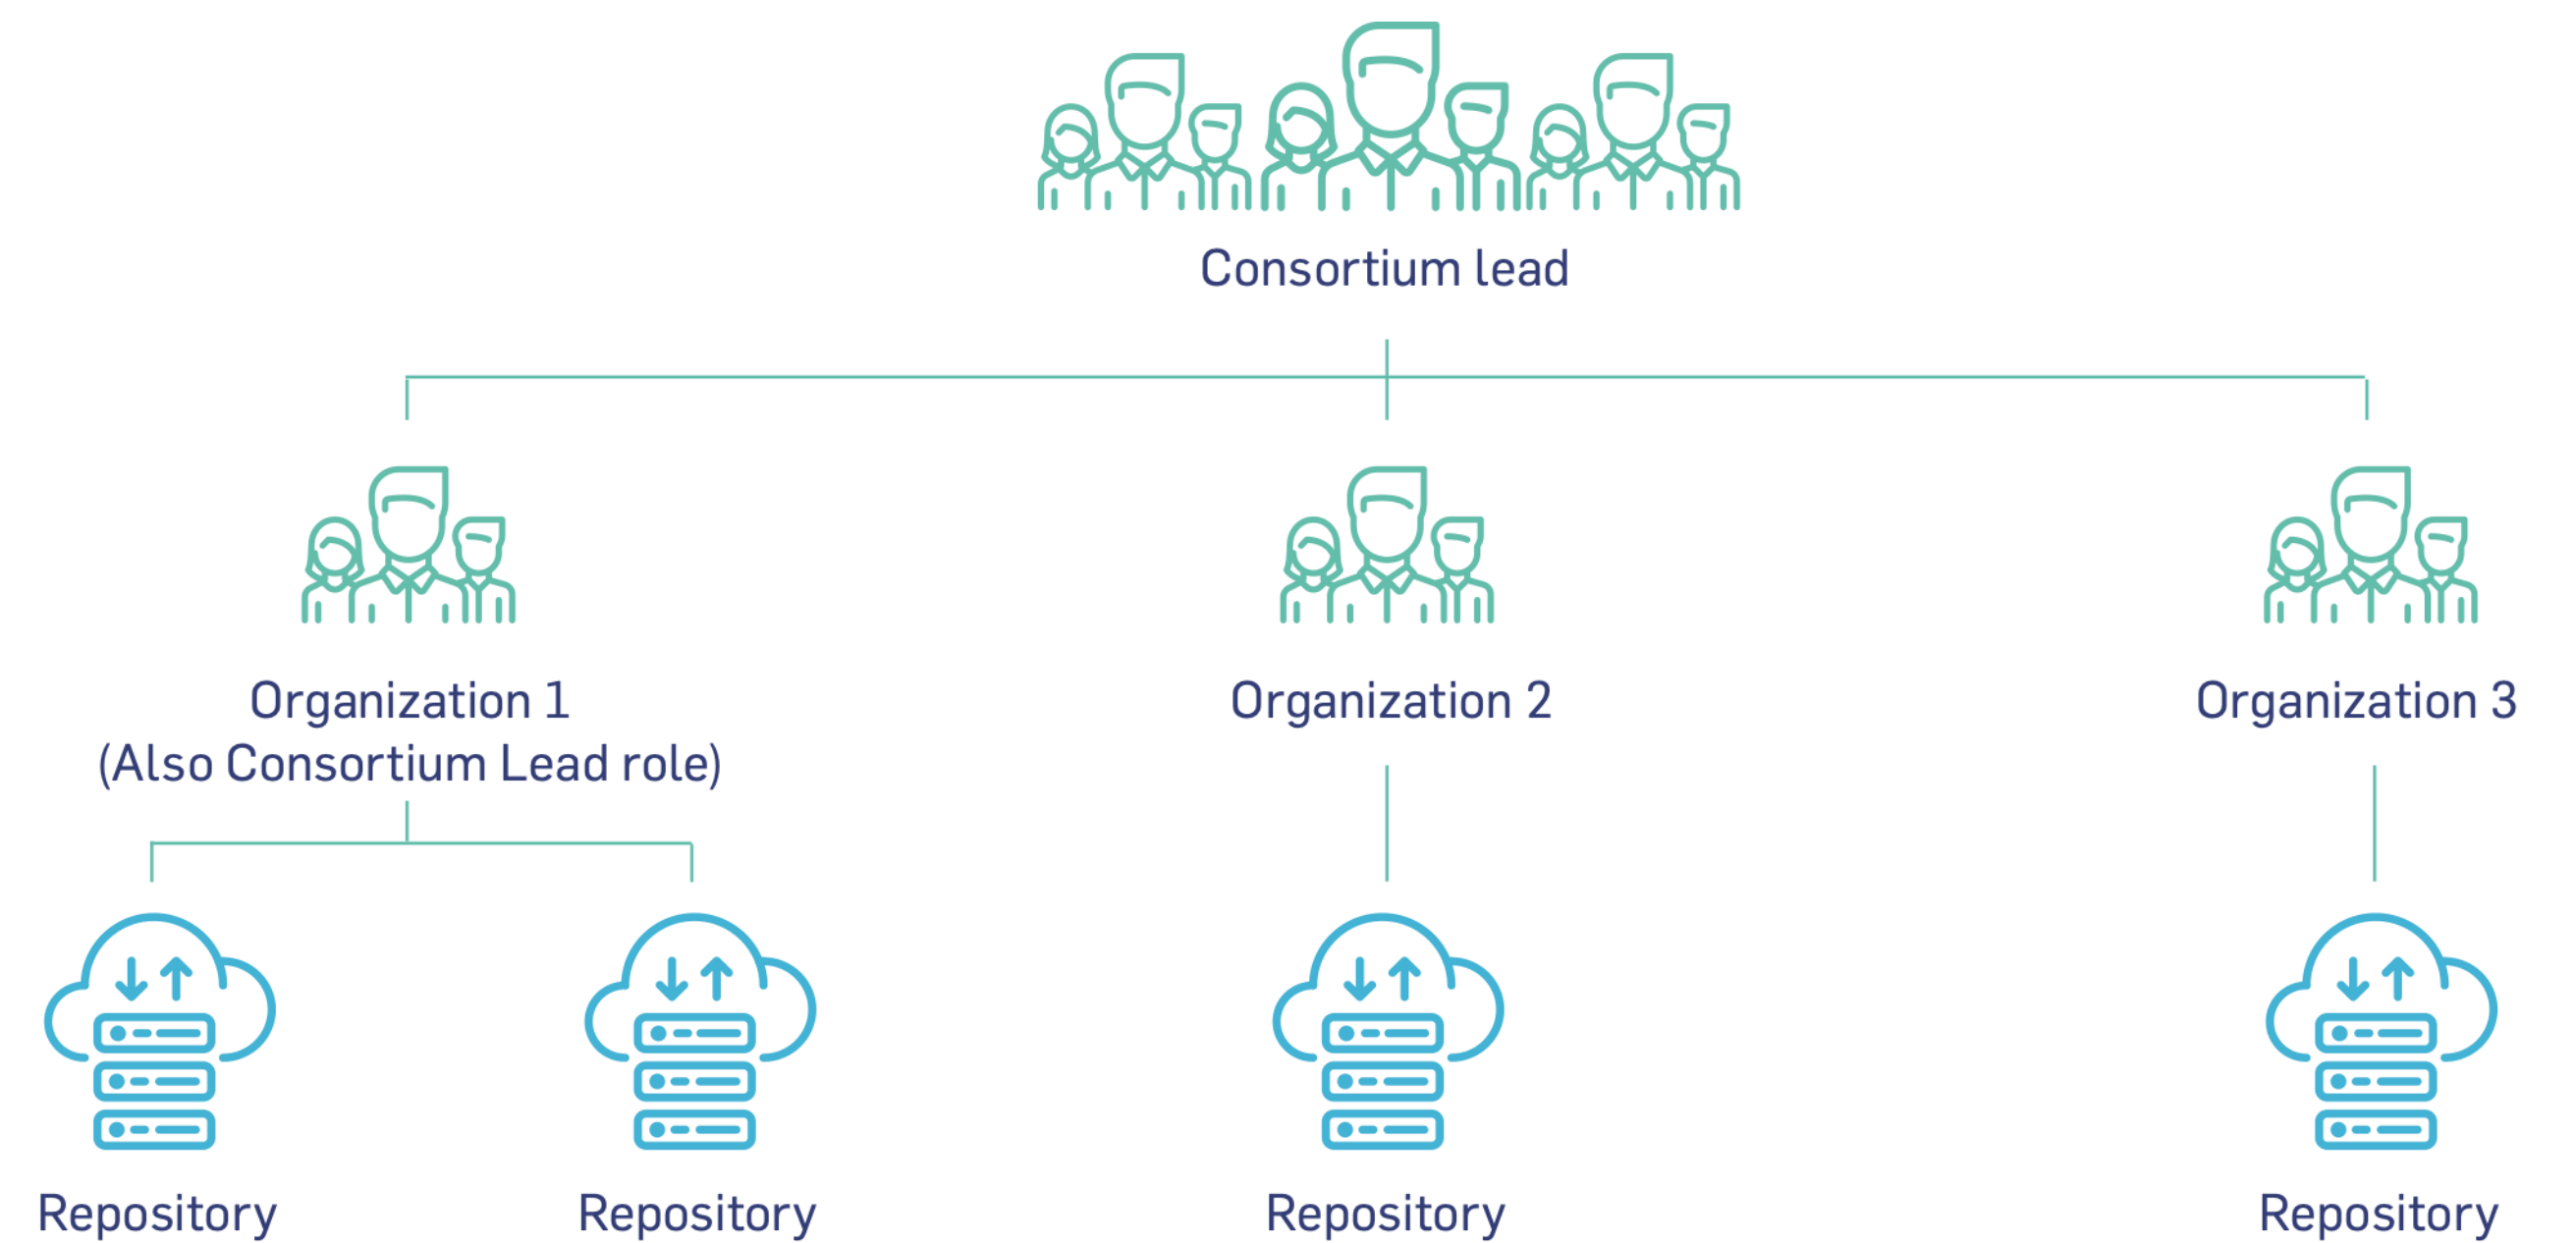 Consortium lead
Organization 1
(Also Consortium Lead role)
Organization 2
Organization 3
Repository
Repository
Repository
Repository